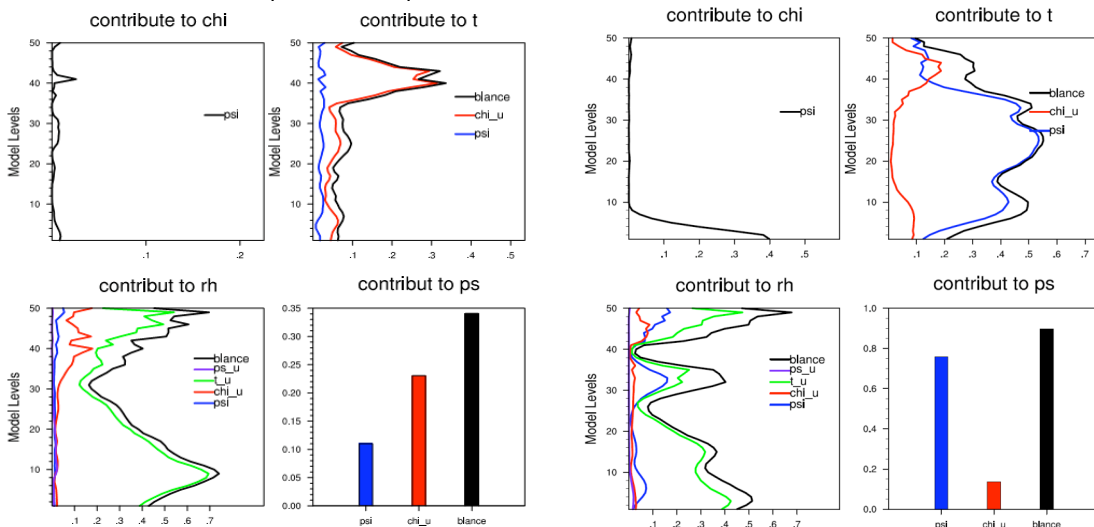 contribute to chi
contribute to t
contribute to chi
contribute to t
50
40
30
20
10
Model Levels
psi
.1
.2
50
40
30
20
10
Model Levels
blance
chi_u
psi
.1
.2
.3
.4
.5
50
40
30
20
10
Model Levels
psi
.1
.2
.3
.4
.5
50
40
30
20
10
Model Levels
blance
chi_u
psi
.1
.2
.3
.4
.5
.6
.7
contribut to rh
contribut to ps
contribut to rh
contribut to ps
50
40
30
20
10
Model Levels
blance
ps_u
t_u
chi_u
psi
.1
.2
.3
.4
.5
.6
.7
0.35
0.30
0.25
0.20
0.15
0.10
0.05
0.00
psi
chi_u
blance
50
40
30
20
10
Model Levels
blance
ps_u
t_u
chi_u
psi
.1
.2
.3
.4
.5
.6
.7
1.0
0.8
0.6
0.4
0.2
0.0
psi
chi_u
blance